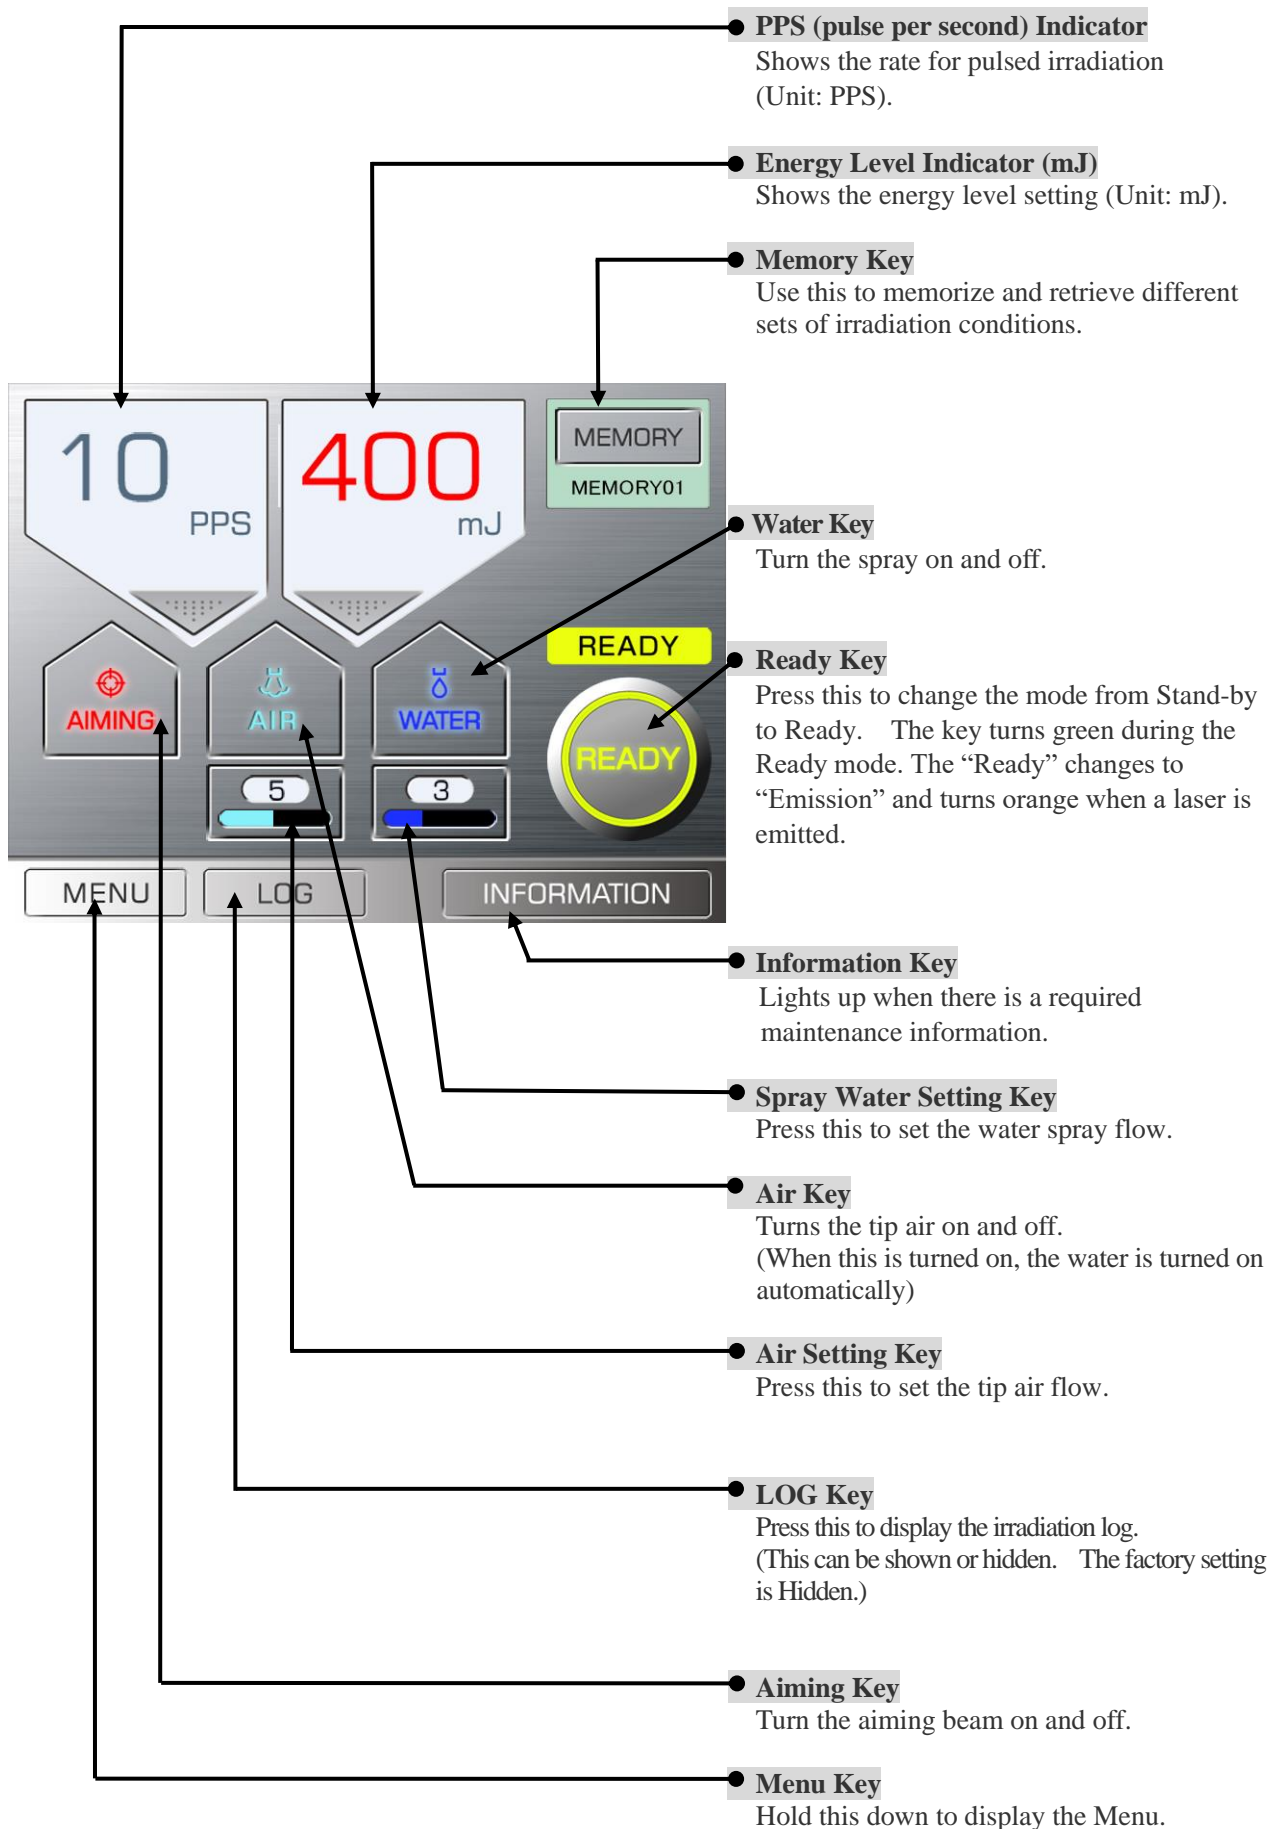 PPS (pulse per second) Indicator
Shows the rate for pulsed irradiation
(Unit: PPS).
Energy Level Indicator (mJ)
Shows the energy level setting (Unit: mJ).
Memory Key
Use this to memorize and retrieve different
sets of irradiation conditions.
10
PPS
400
mJ
MEMORY
MEMORY01
Water Key
Turn the spray on and off.
READY
AIMING
AIR
WATER
READY
5
3
Ready Key
Press this to change the mode from Stand-by
to Ready. The key turns green during the
Ready mode. The “Ready” changes to
“Emission” and turns orange when a laser is
emitted.
MENU
LOG
INFORMATION
Information Key
Lights up when there is a required
maintenance information.
Spray Water Setting Key
Press this to set the water spray flow.
Air Key
Turns the tip air on and off.
(When this is turned on, the water is turned on
automatically)
Air Setting Key
Press this to set the tip air flow.
LOG Key
Press this to display the irradiation log.
(This can be shown or hidden. The factory setting
is Hidden.)
Aiming Key
Turn the aiming beam on and off.
Menu Key
Hold this down to display the Menu.